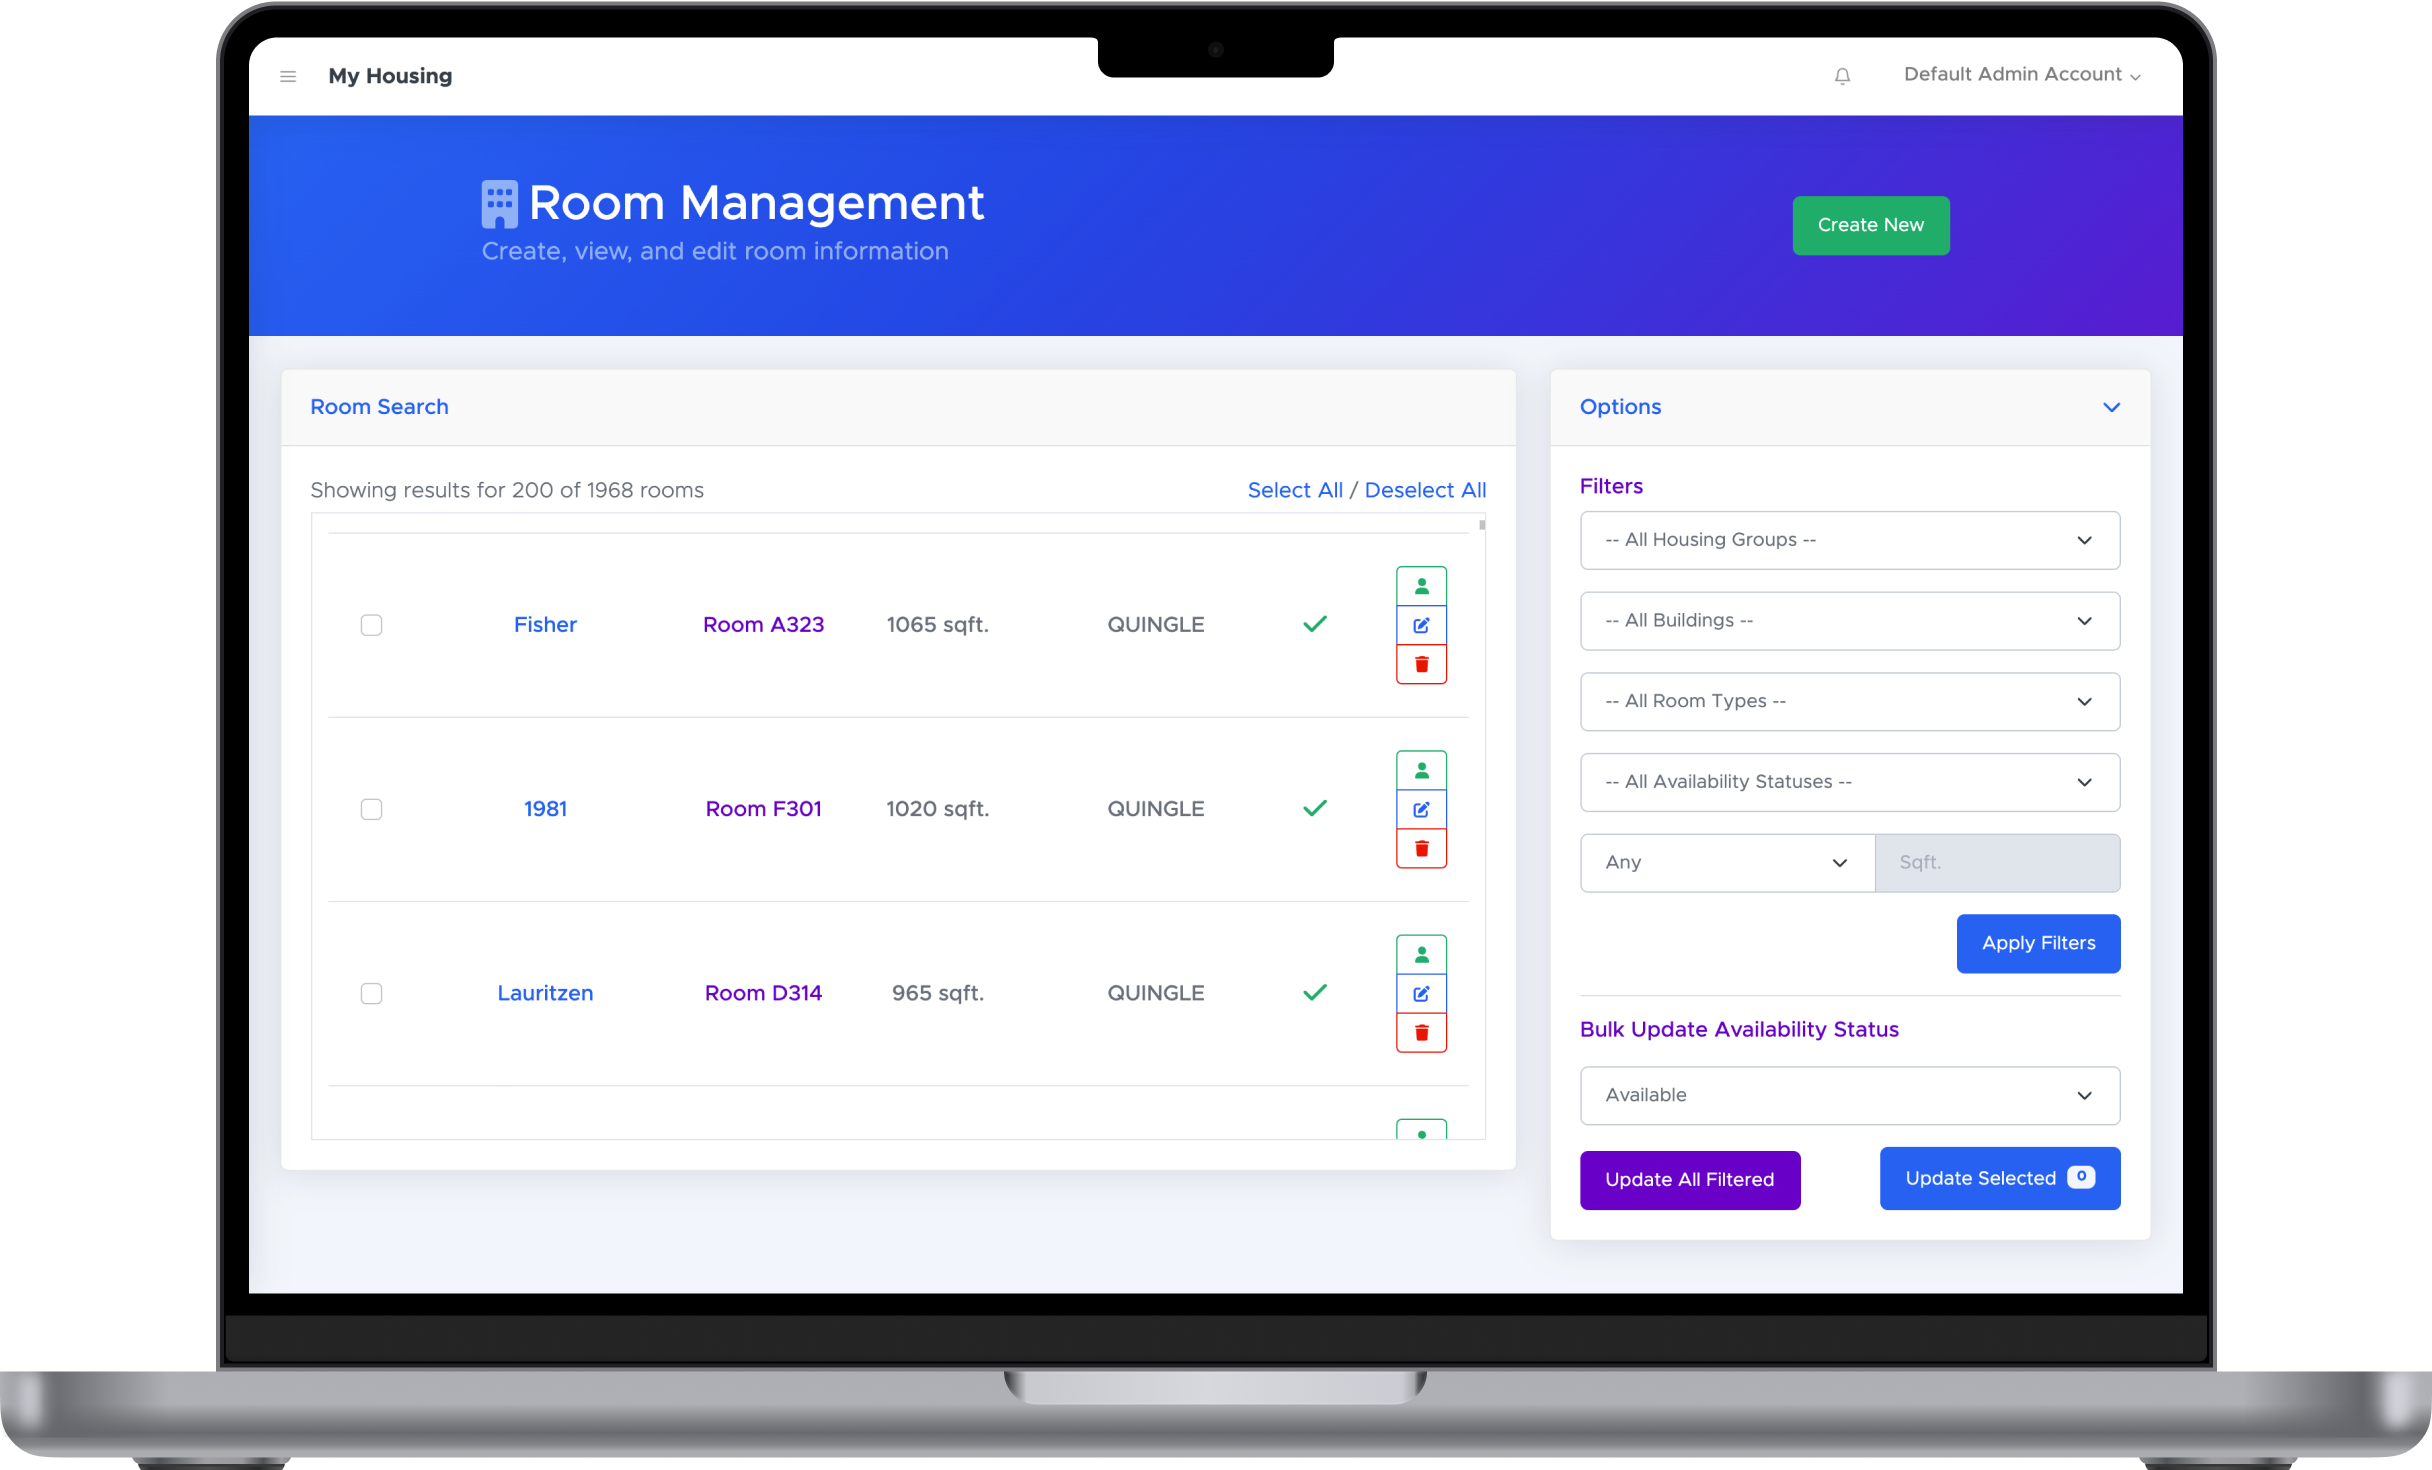 My Housing
Default Admin Account
Room Management
Create, view, and edit room information
Create New
Room Search
Showing results for 200 of 1968 rooms
Select All / Deselect All
Fisher Room A323 1065 sqft. QUINGLE
1981 Room F301 1020 sqft. QUINGLE
Lauritzen Room D314 965 sqft. QUINGLE
Options
Filters
-- All Housing Groups --
-- All Buildings --
-- All Room Types --
-- All Availability Statuses --
Any Sqft.
Apply Filters
Bulk Update Availability Status
Available
Update All Filtered
Update Selected 0